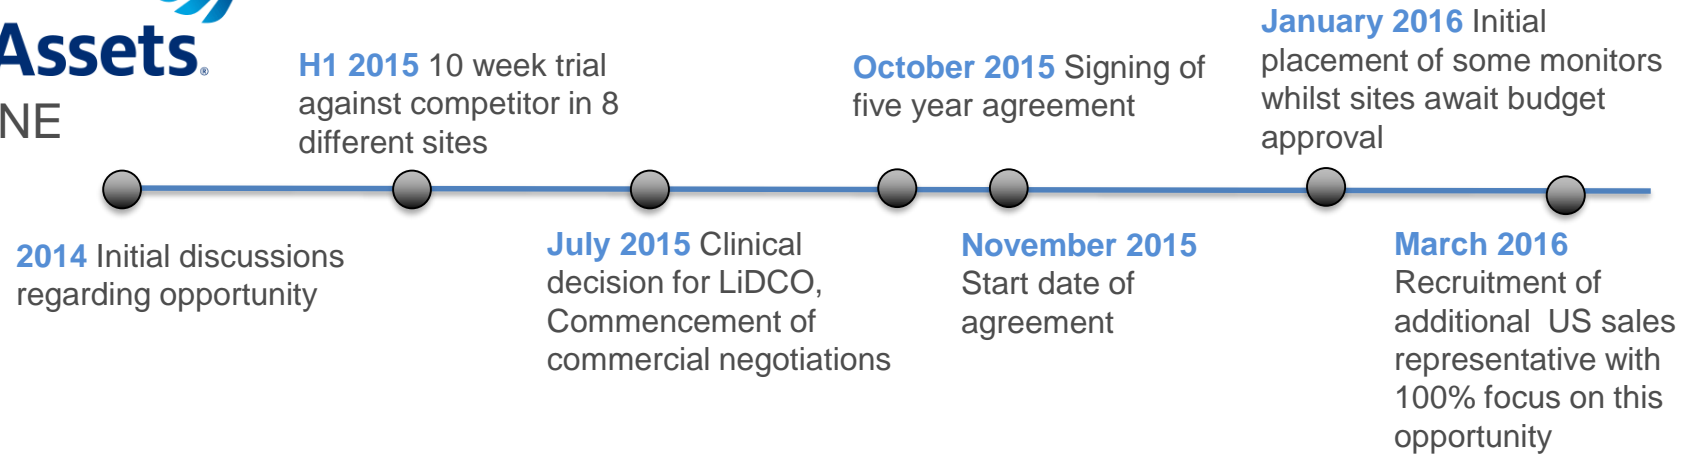 Assets®
NE
H1 2015 10 week trial
against competitor in 8
different sites
October 2015 Signing of
five year agreement
January 2016 Initial
placement of some monitors
whilst sites await budget
approval
2014 Initial discussions
regarding opportunity
July 2015 Clinical
decision for LiDCO,
Commencement of
commercial negotiations
November 2015
Start date of
agreement
March 2016
Recruitment of
additional  US sales
representative with
100% focus on this
opportunity